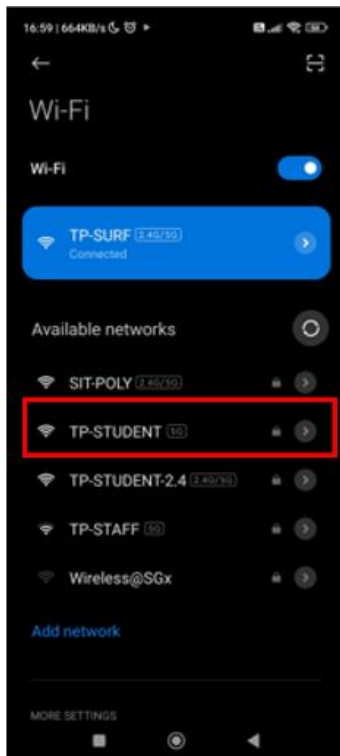 16:59 | 664KB/s
Wi-Fi
Wi-Fi
TP-SURF 2.4G/5G
Connected
Available networks
SIT-POLY 2.4G/5G
TP-STUDENT 5G
TP-STUDENT-2.4 2.4G/5G
TP-STAFF 5G
Wireless@SGx
Add network
MORE SETTINGS